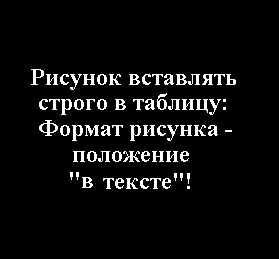 Рисунок вставлять
строго в таблицу:
Формат рисунка -
положение
"в тексте"!